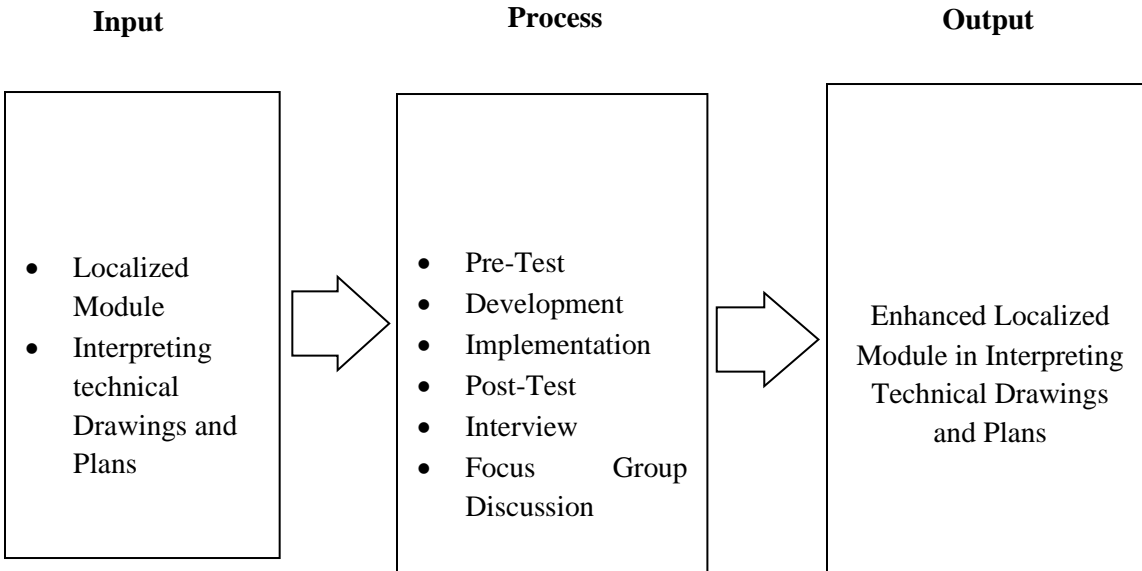 Input
Process
Output
• Localized
Module
• Interpreting
technical
Drawings and
Plans
• Pre-Test
• Development
• Implementation
• Post-Test
• Interview
• Focus Group
Discussion
Enhanced Localized
Module in Interpreting
Technical Drawings
and Plans